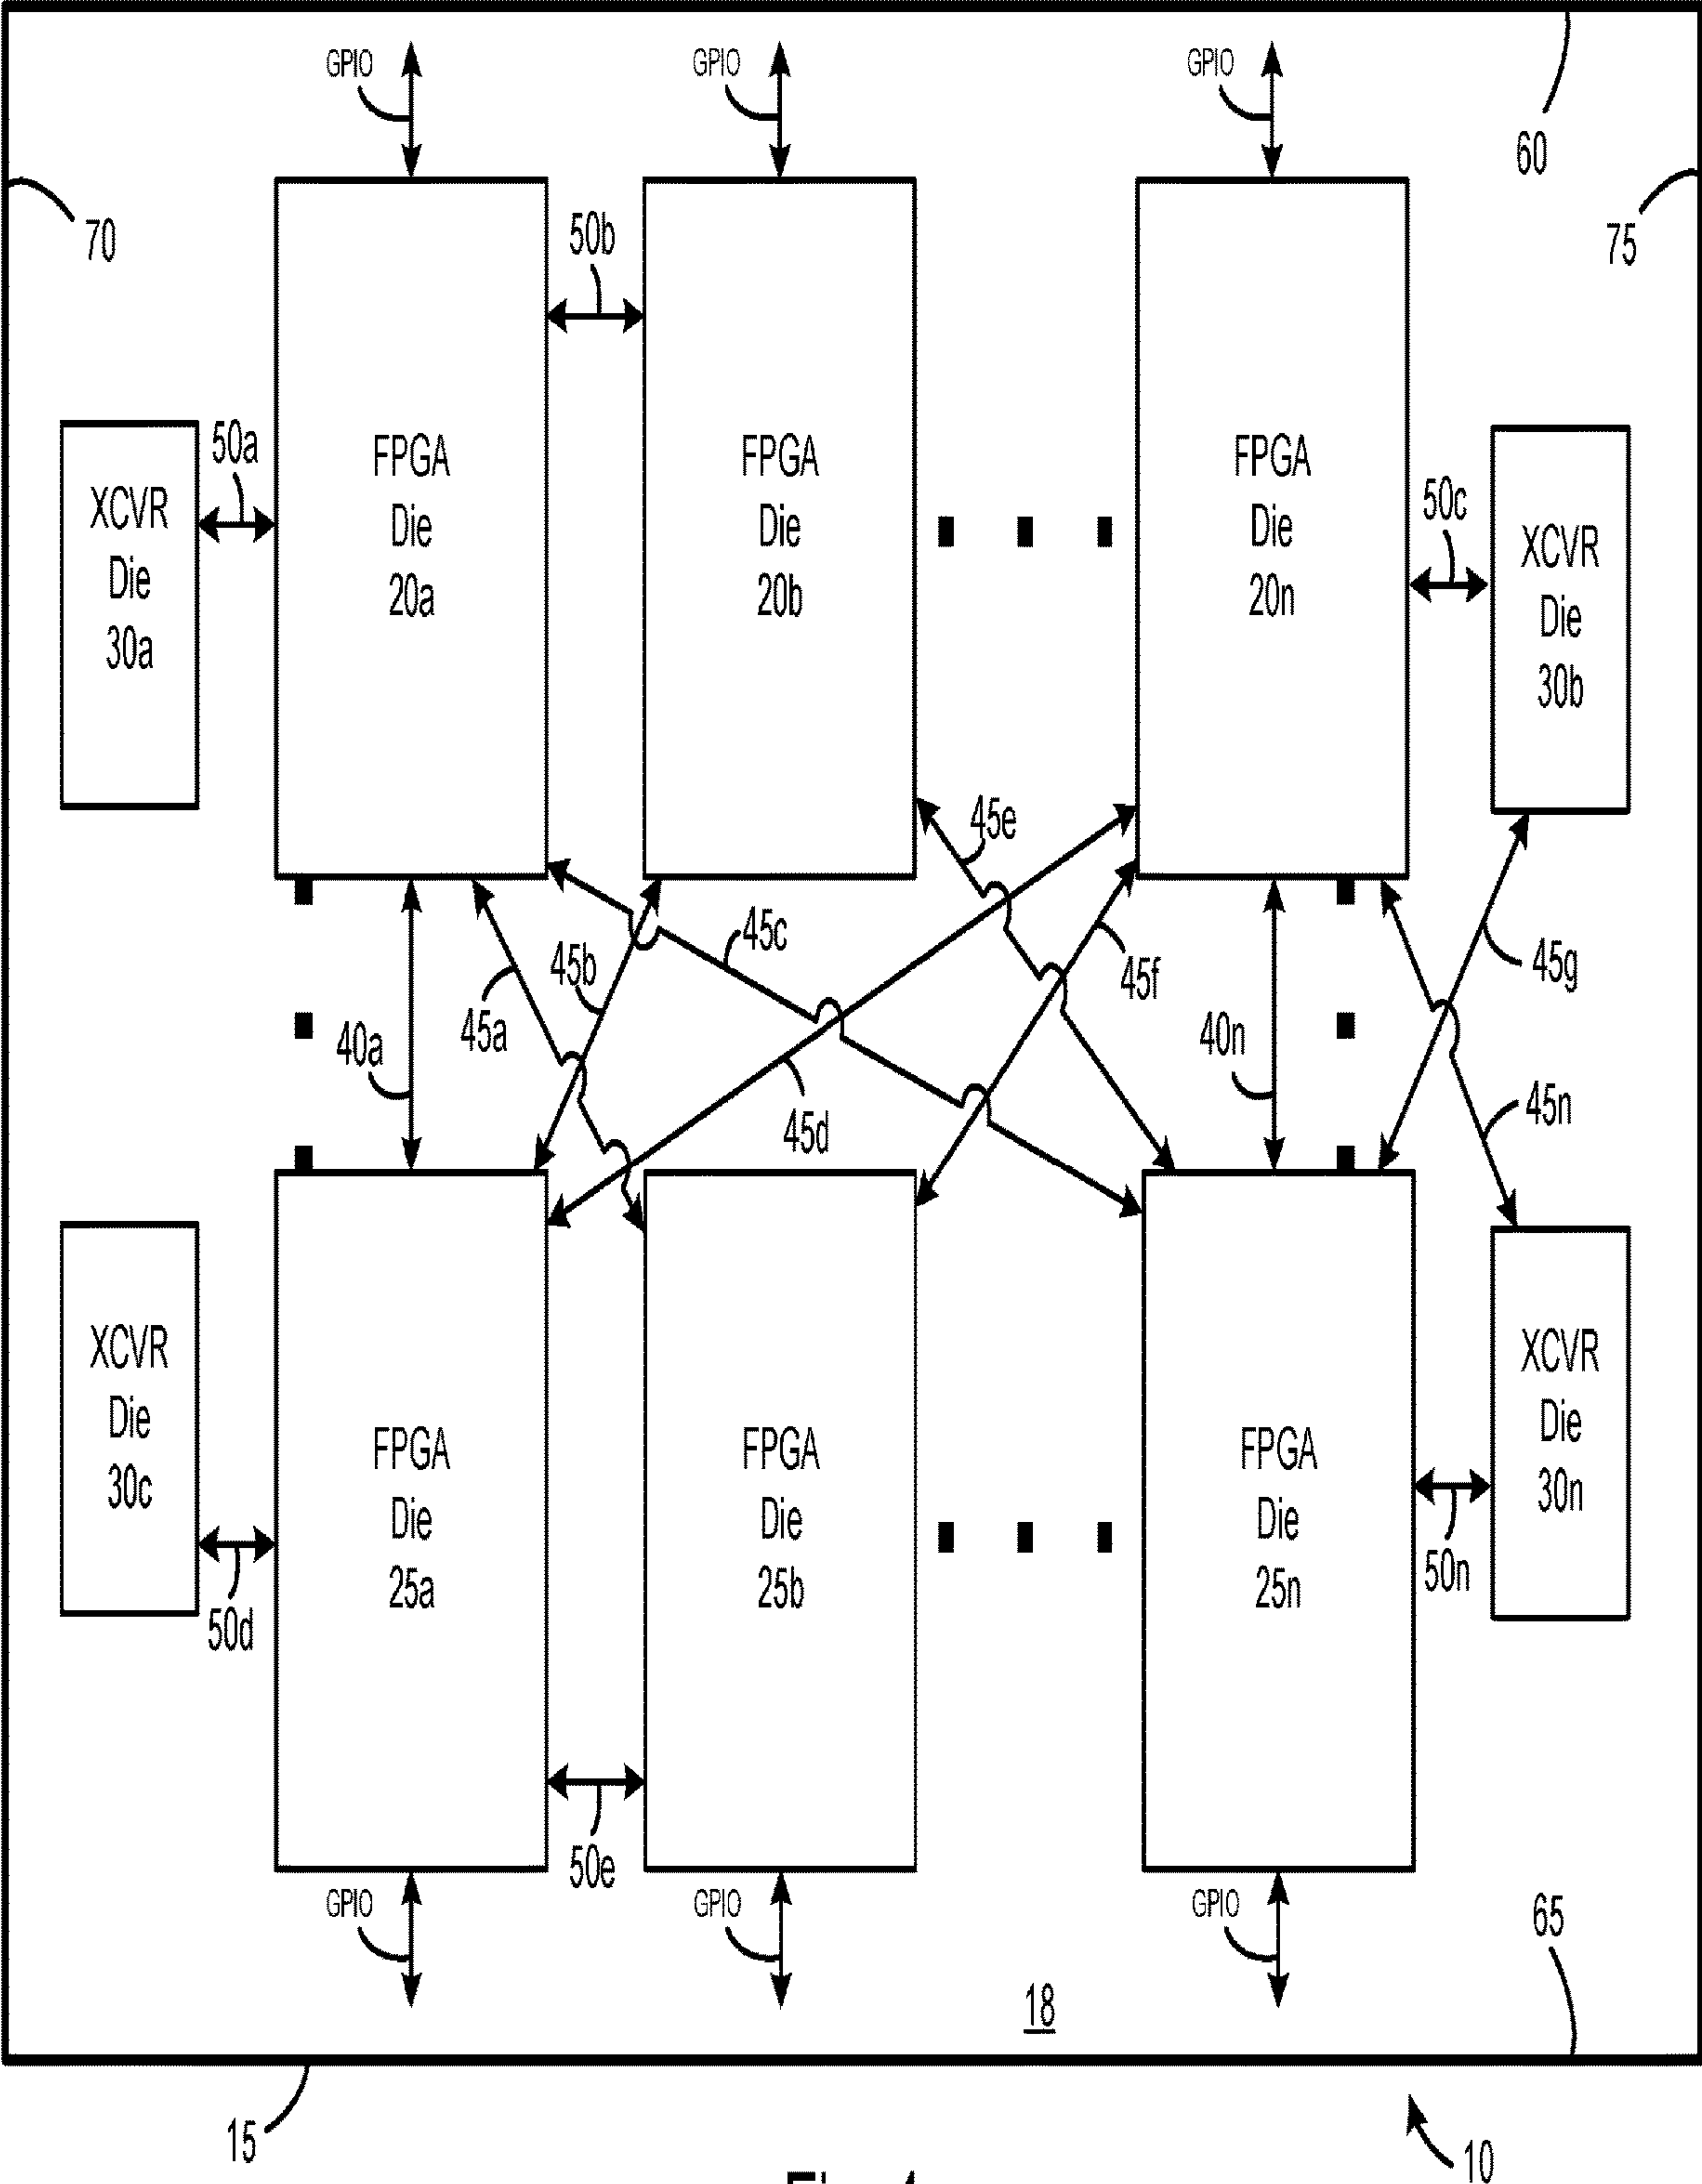 GPIO
GPIO
GPIO
60
70
75
50b
50a
XCVR
Die
30a
FPGA
Die
20a
FPGA
Die
20b
FPGA
Die
20n
50c
XCVR
Die
30b
45e
45c
45b
45a
45f
45g
40a
40n
45d
45n
XCVR
Die
30c
FPGA
Die
25a
FPGA
Die
25b
FPGA
Die
25n
XCVR
Die
30n
50d
50n
50e
GPIO
GPIO
GPIO
65
18
15
10